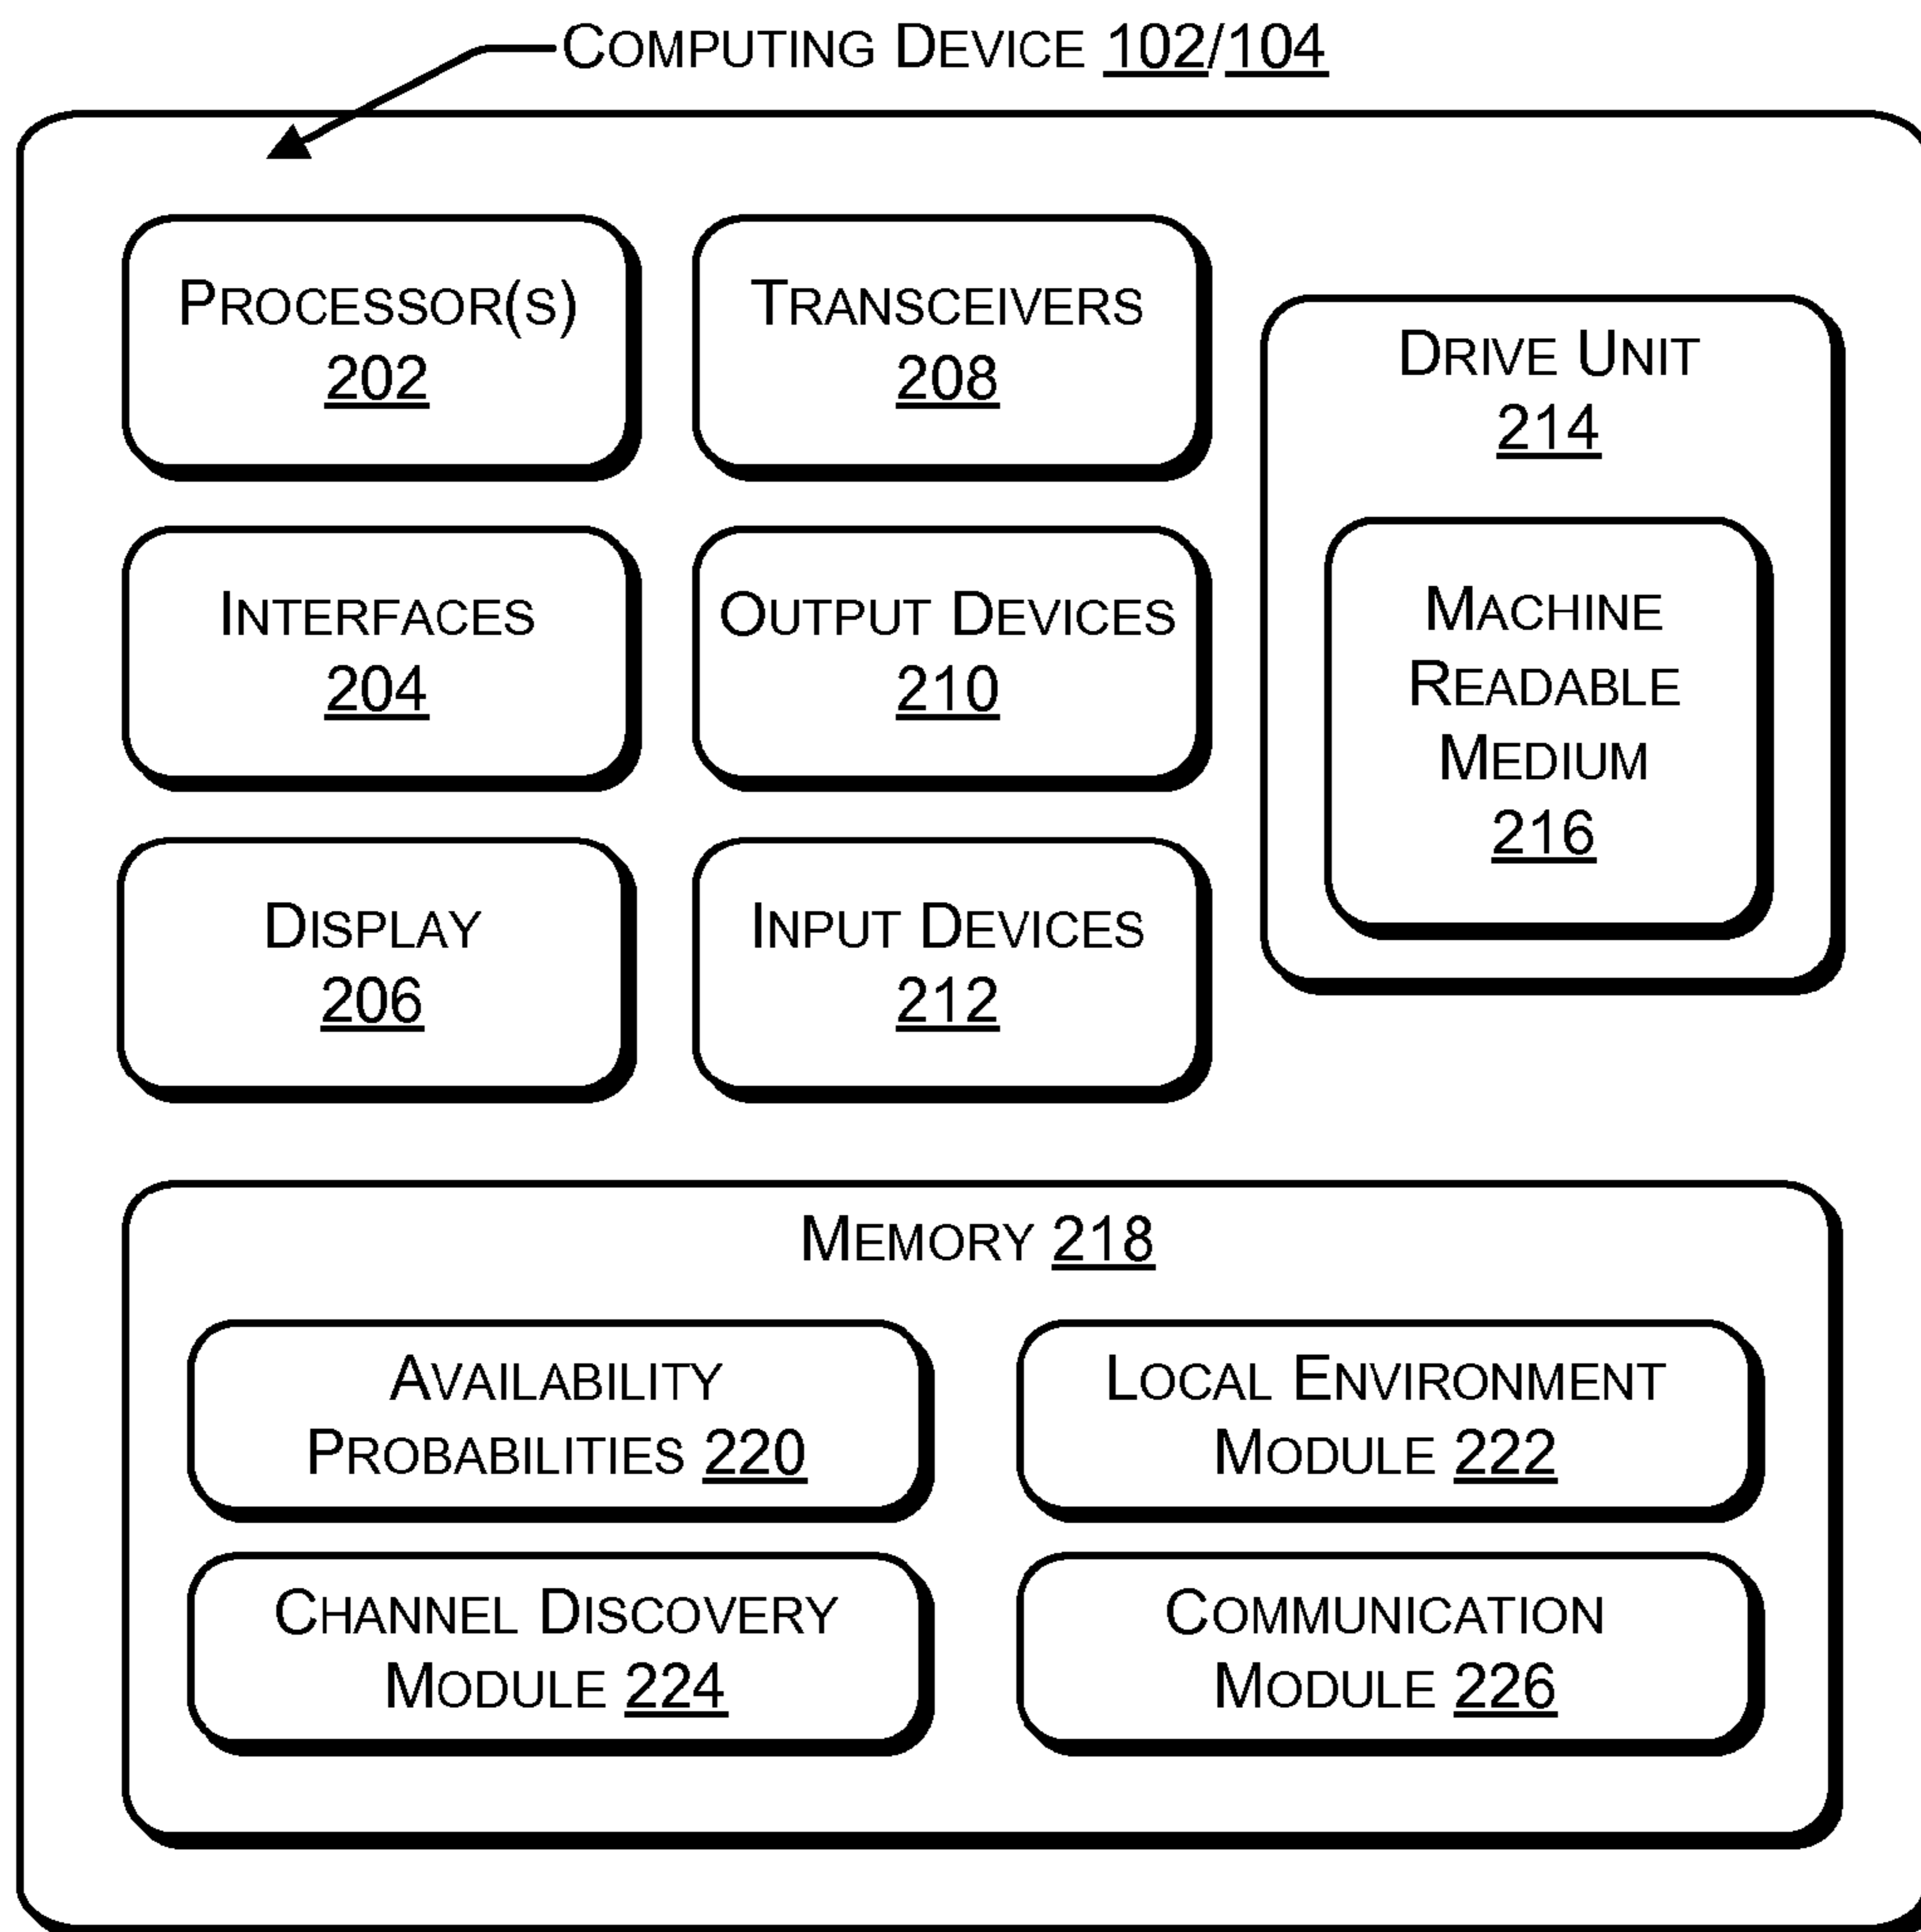 COMPUTING DEVICE 102/104
PROCESSOR(S)
202
TRANSCEIVERS
208
DRIVE UNIT
214
INTERFACES
204
OUTPUT DEVICES
210
MACHINE
READABLE
MEDIUM
216
DISPLAY
206
INPUT DEVICES
212
MEMORY 218
AVAILABILITY
PROBABILITIES 220
LOCAL ENVIRONMENT
MODULE 222
CHANNEL DISCOVERY
MODULE 224
COMMUNICATION
MODULE 226